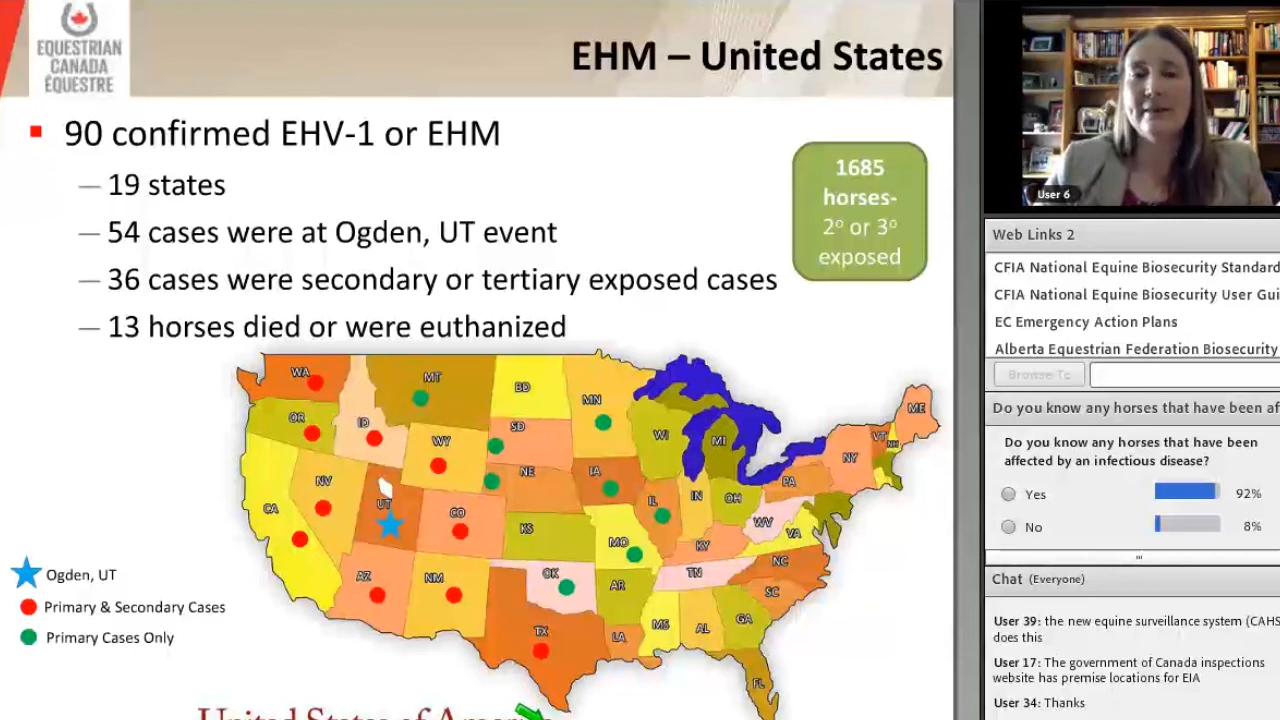 EQUESTRIAN
CANADA
ÉQUESTRE
EHM – United States
90 confirmed EHV-1 or EHM
— 19 states
— 54 cases were at Ogden, UT event
— 36 cases were secondary or tertiary exposed cases
— 13 horses died or were euthanized
1685
horses-
2º or 3º
exposed
WA
MT
BD
MN
ME
OR
ID
SD
WI
MI
VT
NH
WY
NY
NE
IA
PA
NV
UT
IL
IN
OH
CA
CO
KS
MO
WV
VA
KY
AZ
NM
OK
AR
TN
NC
SC
TX
LA
MS
AL
GA
FL
Ogden, UT
Primary & Secondary Cases
Primary Cases Only
United States of Amer
User 6
Web Links 2
CFIA National Equine Biosecurity Standard
CFIA National Equine Biosecurity User Gui
EC Emergency Action Plans
Alberta Equestrian Federation Biosecurity
Browse To
Do you know any horses that have been af
Do you know any horses that have been
affected by an infectious disease?
Yes 92%
No 8%
Chat (Everyone)
User 39: the new equine surveillance system (CAHS
does this
User 17: The government of Canada inspections
website has premise locations for EIA
User 34: Thanks